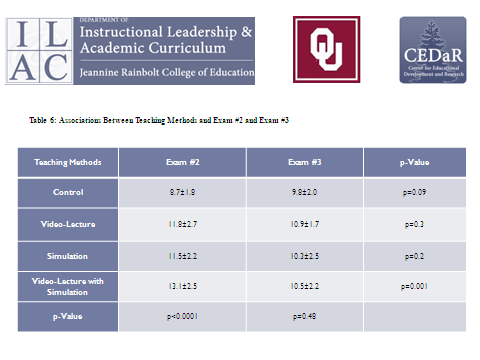 DEPARTMENT OF
IL
AC
Instructional Leadership &
Academic Curriculum
Jeannine Rainbolt College of Education
OU
CEDaR
Center for Educational
Development and Research
Table 6: Associations Between Teaching Methods and Exam #2 and Exam #3
Teaching Methods Exam #2 Exam #3 p-Value
Control 8.7±1.8 9.8±2.0 p=0.09
Video-Lecture 11.8±2.7 10.9±1.7 p=0.3
Simulation 11.5±2.2 10.3±2.5 p=0.2
Video-Lecture with
Simulation 13.1±2.5 10.5±2.2 p=0.001
p-Value p<0.0001 p=0.48